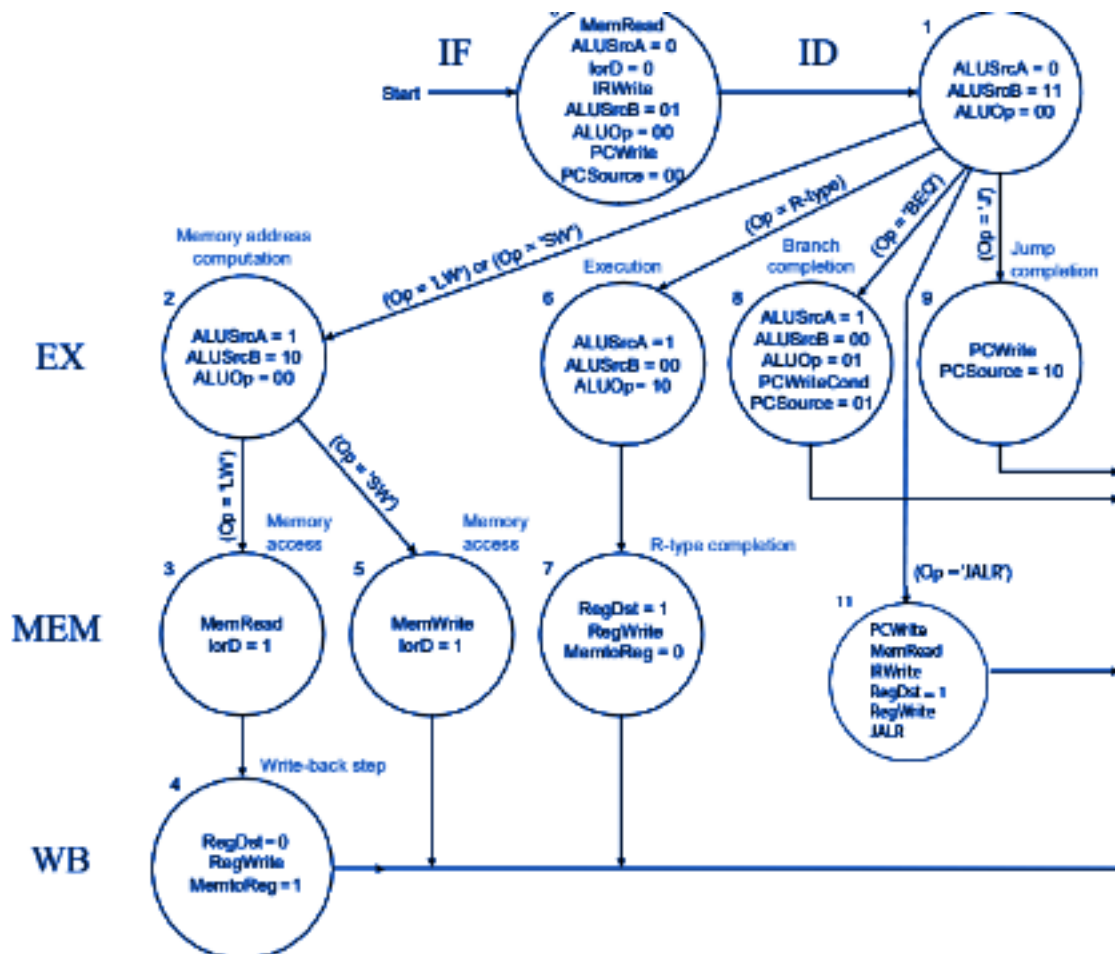 IF
MemRead
ALUSrcA = 0
IorD = 0
IRWrite
ALUSrcB = 01
ALUOp = 00
PCWrite
PCSource = 00
Start
ID
1
ALUSrcA = 0
ALUSrcB = 11
ALUOp = 00
(Op = 'LW') or (Op = 'SW')
(Op = R-type)
(Op = 'BEQ')
(Op = 'J')
Memory address
computation
Execution
Branch
completion
Jump
completion
EX
2
ALUSrcA = 1
ALUSrcB = 10
ALUOp = 00
6
ALUSrcA = 1
ALUSrcB = 00
ALUOp = 10
8
ALUSrcA = 1
ALUSrcB = 00
ALUOp = 01
PCWriteCond
PCSource = 01
9
PCWrite
PCSource = 10
(Op = 'LW')
(Op = 'SW')
(Op = 'JALR')
Memory
access
Memory
access
R-type completion
MEM
3
MemRead
IorD = 1
5
MemWrite
IorD = 1
7
RegDst = 1
RegWrite
MemtoReg = 0
11
PCWrite
MemRead
IRWrite
RegDst = 1
RegWrite
JALR
Write-back step
WB
4
RegDst = 0
RegWrite
MemtoReg = 1